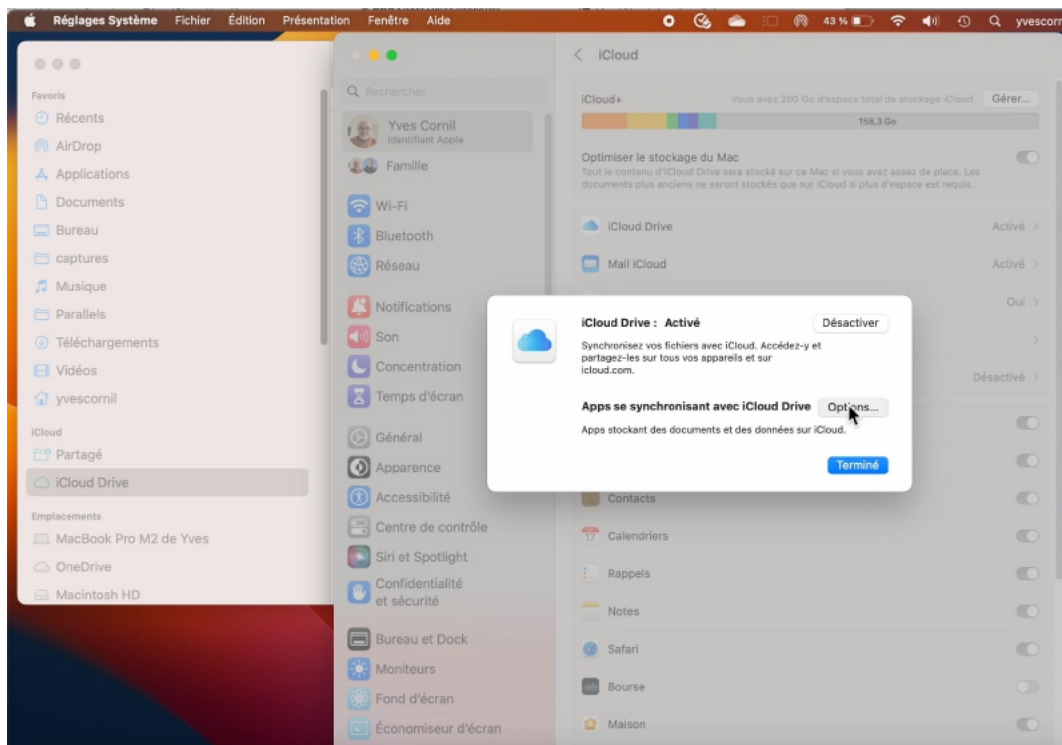 Réglages Système Fichier Édition Présentation Fenêtre Aide 43 % yvescorn
Favoris
Récents
AirDrop
Applications
Documents
Bureau
captures
Musique
Parallels
Téléchargements
Vidéos
yvescornil
iCloud
Partagé
iCloud Drive
Emplacements
MacBook Pro M2 de Yves
OneDrive
Macintosh HD
Rechercher
Yves Cornil
Identifiant Apple
Famille
Wi-Fi
Bluetooth
Réseau
Notifications
Son
Concentration
Temps d'écran
Général
Apparence
Accessibilité
Centre de contrôle
Siri et Spotlight
Confidentialité
et sécurité
Bureau et Dock
Moniteurs
Fond d'écran
Économiseur d'écran
iCloud
iCloud+ Vous avez 200 Go d'espace total de stockage iCloud. Gérer...
158,3 Go
Optimiser le stockage du Mac
Tout le contenu d'iCloud Drive sera stocké sur ce Mac si vous avez assez de place. Les
documents plus anciens ne seront stockés que sur iCloud si plus d'espace est requis.
iCloud Drive Activé
Mail iCloud Activé
Oui
Désactivé
iCloud Drive : Activé Désactiver
Synchronisez vos fichiers avec iCloud. Accédez-y et
partagez-les sur tous vos appareils et sur
icloud.com.
Apps se synchronisant avec iCloud Drive Options...
Apps stockant des documents et des données sur iCloud.
Terminé
Contacts
17 Calendriers
Rappels
Notes
Safari
Bourse
Maison